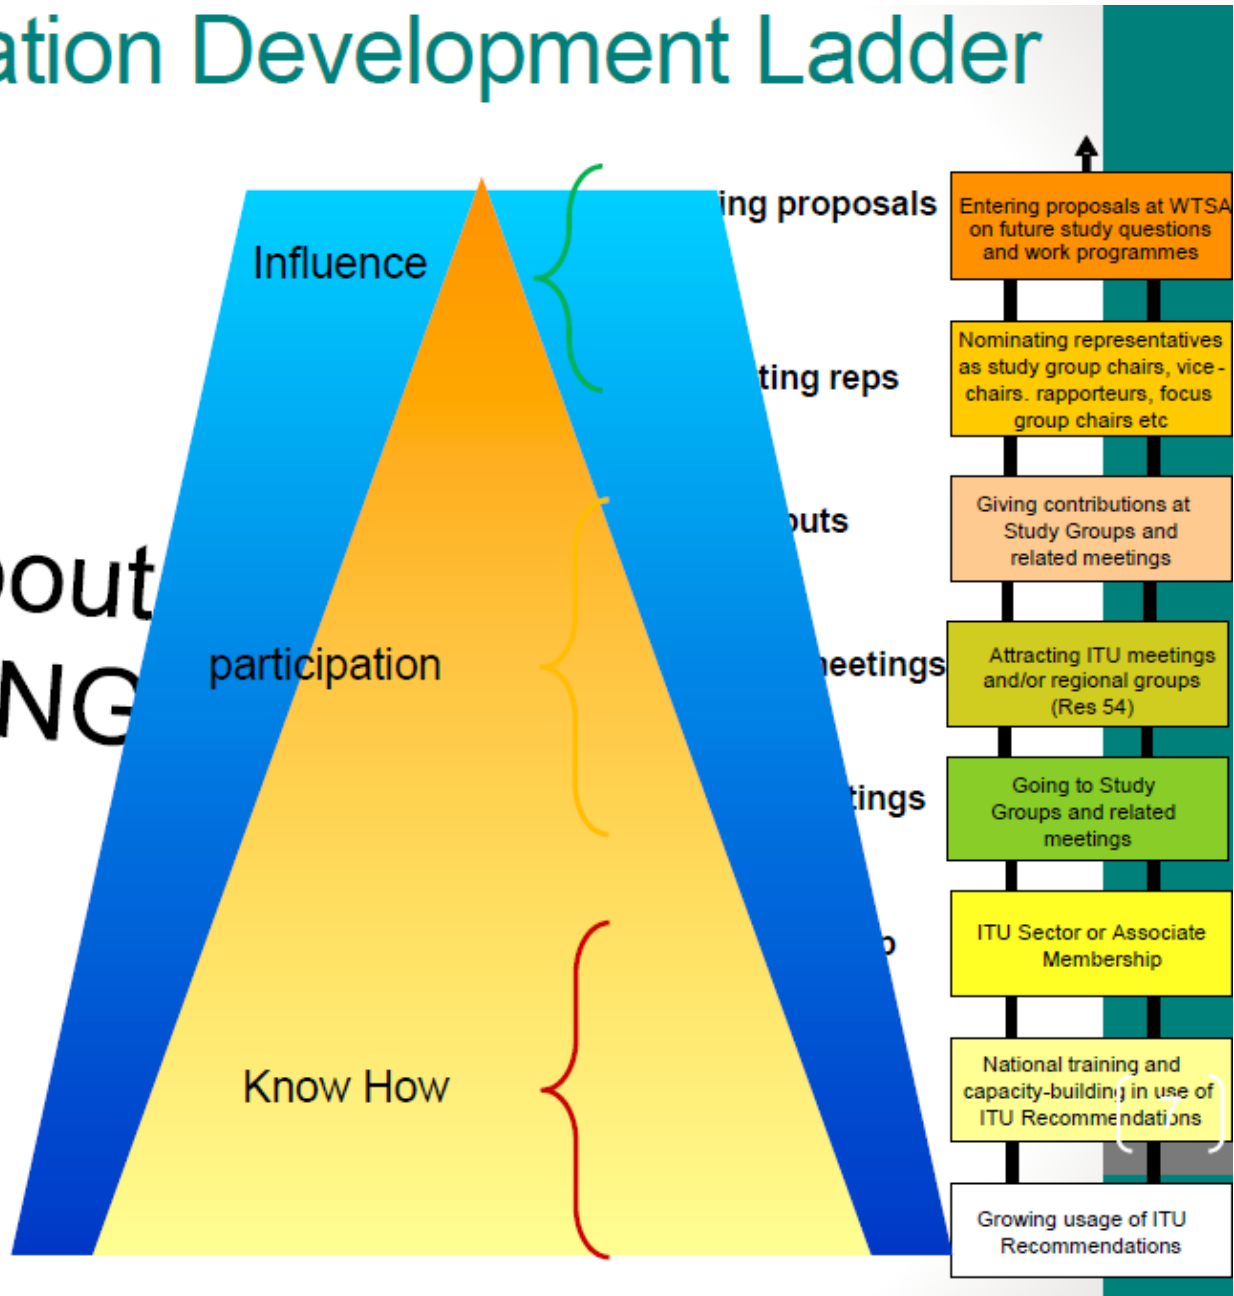 ation Development Ladder
Influence
ing proposals
Entering proposals at WTSA
on future study questions
and work programmes
ting reps
Nominating representatives
as study group chairs, vice-
chairs. rapporteurs, focus
group chairs etc
Giving contributions at
Study Groups and
related meetings
outs
out
NG
participation
neetings
Attracting ITU meetings
and/or regional groups
(Res 54)
tings
Going to Study
Groups and related
meetings
p
ITU Sector or Associate
Membership
Know How
National training and
capacity-building in use of
ITU Recommendations
7
Growing usage of ITU
Recommendations